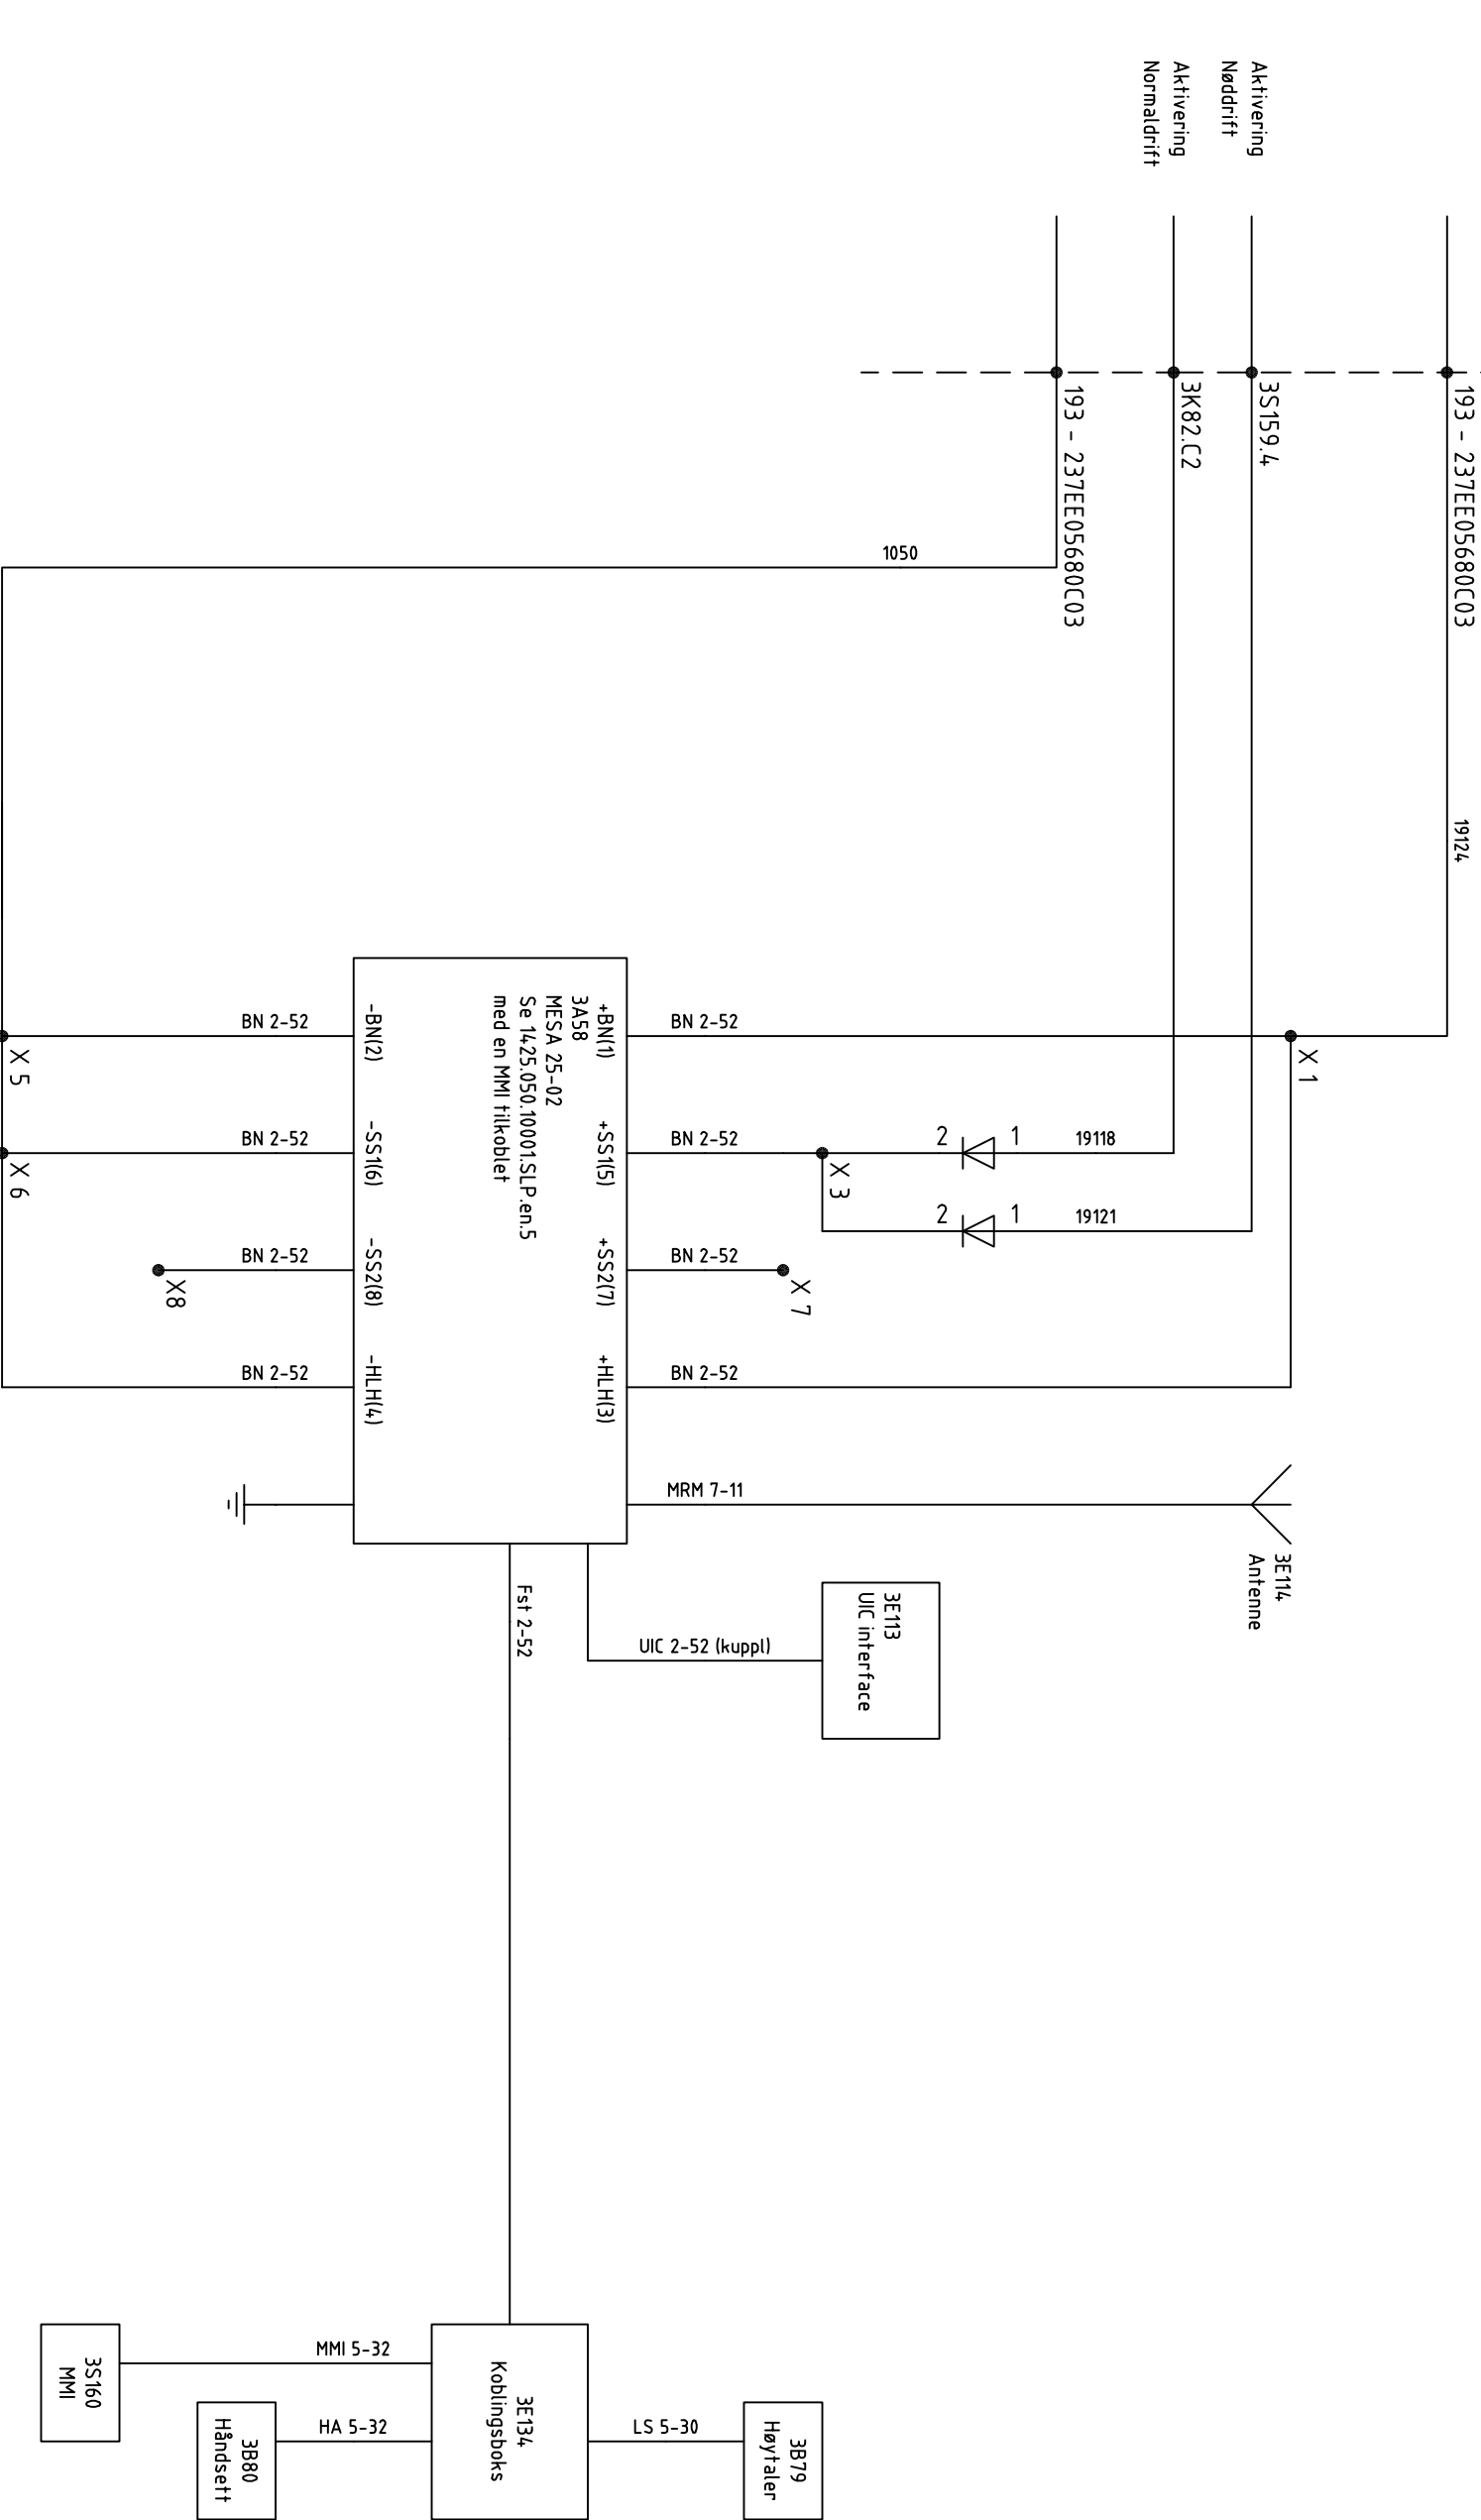 193 - 237EE05680C03
19124
Aktivering
Nøddrift
3S159.4
Aktivering
Normaldrift
3K82.C2
193 - 237EE05680C03
1050
X 1
19118
19121
1
2
1
2
X 3
X 7
BN 2-52
BN 2-52
BN 2-52
BN 2-52
MRM 7-11
3E114
Antenne
+BN(1)
+SS1(5)
+SS2(7)
+HLH(3)
3A58
MESA 25-02
Se 1425.050.10001.SLP.en.5
med en MMI tilkoblet
-BN(2)
-SS1(6)
-SS2(8)
-HLH(4)
BN 2-52
BN 2-52
BN 2-52
BN 2-52
X 5
X 6
X8
3E113
UIC interface
UIC 2-52 (kuppl)
Fst 2-52
3B79
Høytaler
LS 5-30
3E134
Koblingsboks
MMI 5-32
HA 5-32
3B80
Håndsett
3S160
MMI